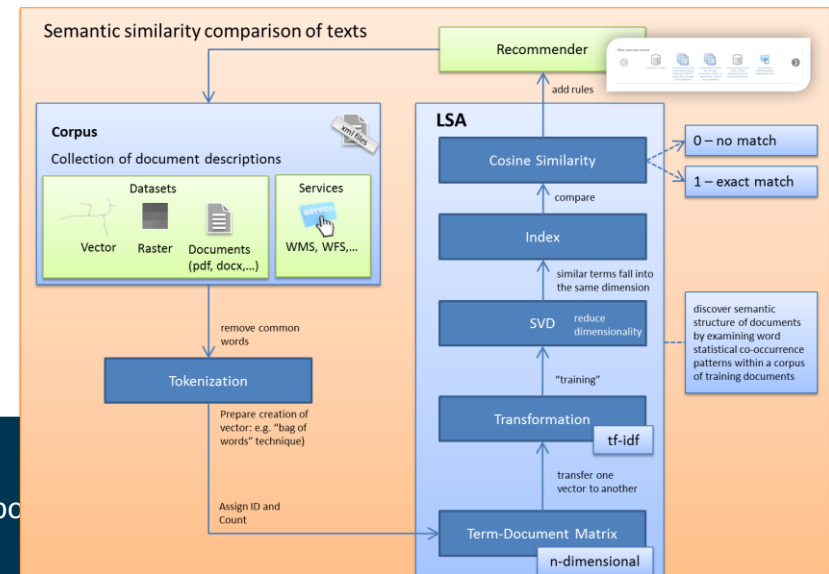 Semantic similarity comparison of texts
Recommender
add rules
Corpus
xml files
Collection of document descriptions
Datasets
Vector
Raster
Documents
(pdf, docx,...)
Services
service
WMS, WFS,...
remove common
words
Tokenization
Prepare creation of
vector: e.g. “bag of
words” technique)
Assign ID and
Count
LSA
Cosine Similarity
0 – no match
1 – exact match
compare
Index
similar terms fall into
the same dimension
SVD
reduce
dimensionality
discover semantic
structure of documents
by examining word
statistical co-occurrence
patterns within a corpus
of training documents
“training”
Transformation
tf-idf
transfer one
vector to another
Term-Document Matrix
n-dimensional